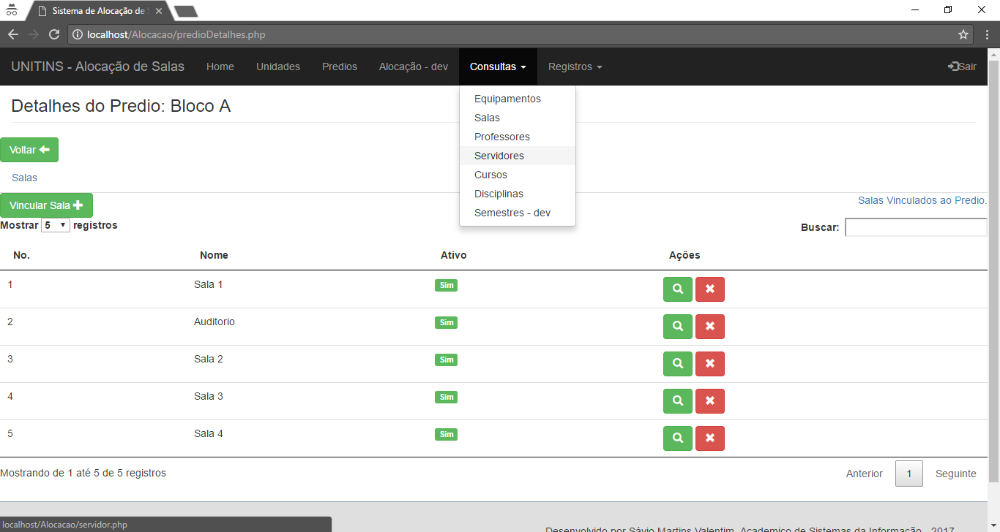 Sistema de Alocação de S
localhost/Alocacao/predioDetalhes.php
UNITINS - Alocação de Salas Home Unidades Predios Alocação - dev Consultas Registros Sair
Equipamentos
Salas
Professores
Servidores
Cursos
Disciplinas
Semestres - dev
Detalhes do Predio: Bloco A
Voltar
Salas
Vincular Sala
Salas Vinculados ao Predio.
Mostrar 5 registros
Buscar:
No. Nome Ativo Ações
1 Sala 1 Sim
2 Auditorio Sim
3 Sala 2 Sim
4 Sala 3 Sim
5 Sala 4 Sim
Mostrando de 1 até 5 de 5 registros
Anterior 1 Seguinte
localhost/Alocacao/servidor.php
Desenvolvido por Sávio Martins Valentim, Academico de Sistemas da Informação - 2017